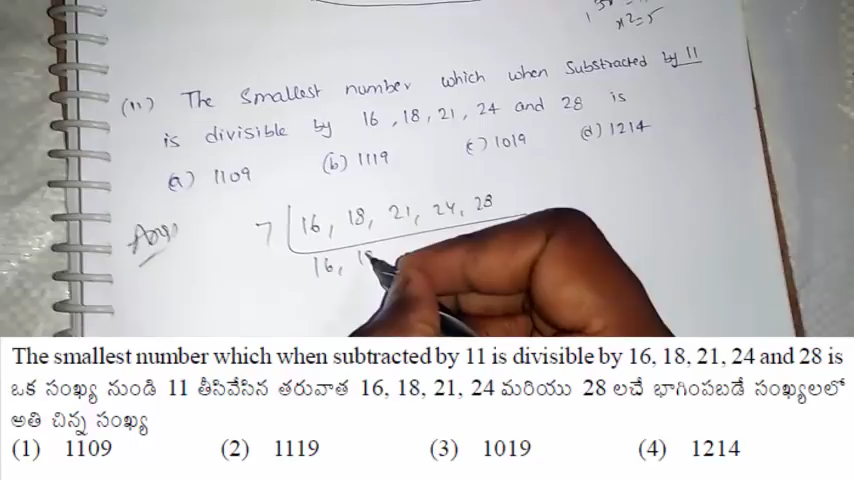 x2=5
(11) The Smallest number which when Substracted by 11
is divisible by 16, 18, 21, 24 and 28 is
(a) 1109 (b) 1119 (c) 1019 (d) 1214
Ans
7 16, 18, 21, 24, 28
16, 18
The smallest number which when subtracted by 11 is divisible by 16, 18, 21, 24 and 28 is
ఒక సంఖ్య నుండి 11 తీసివేసిన తరువాత 16, 18, 21, 24 మరియు 28 లచే భాగింపబడే సంఖ్యలలో
అతి చిన్న సంఖ్య
(1) 1109 (2) 1119 (3) 1019 (4) 1214